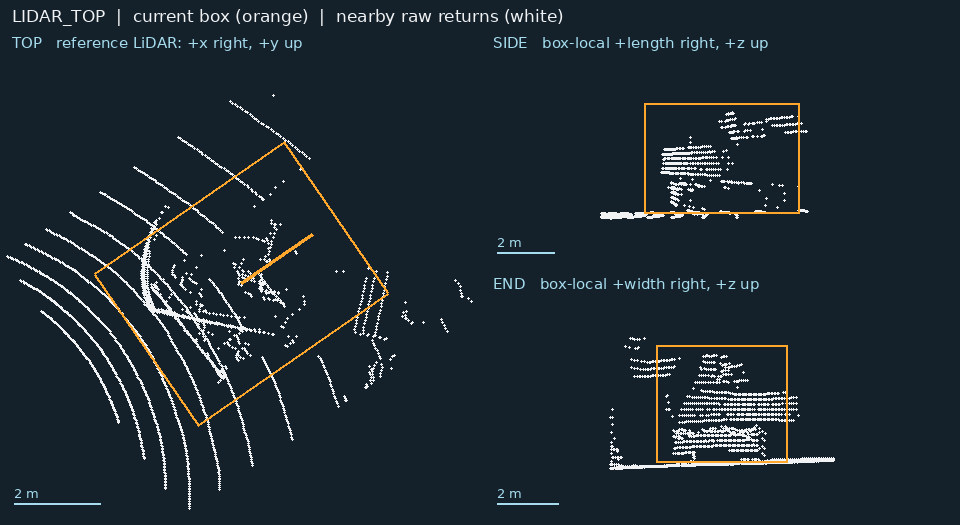 LIDAR_TOP | current box (orange) | nearby raw returns (white)
TOP reference LiDAR: +x right, +y up
SIDE box-local +length right, +z up
2 m
END box-local +width right, +z up
2 m
2 m